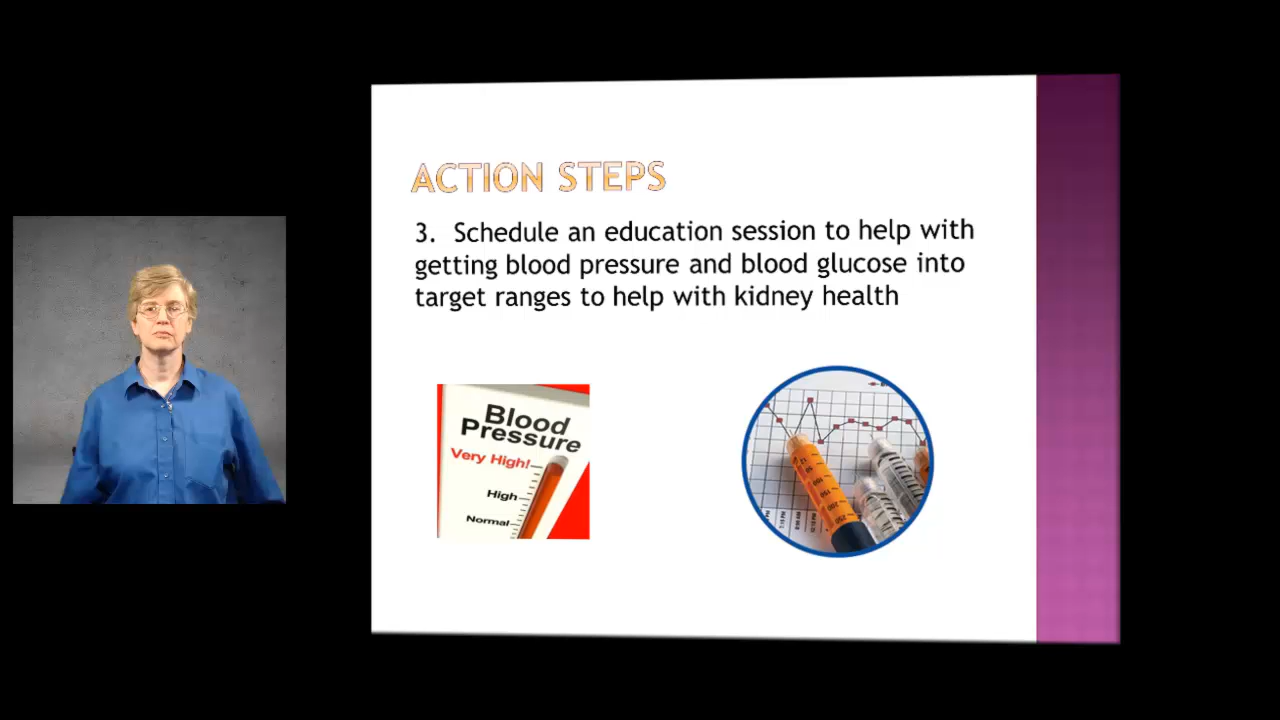 ACTION STEPS
3. Schedule an education session to help with
getting blood pressure and blood glucose into
target ranges to help with kidney health
Blood
Pressure
Very High!
High
Normal